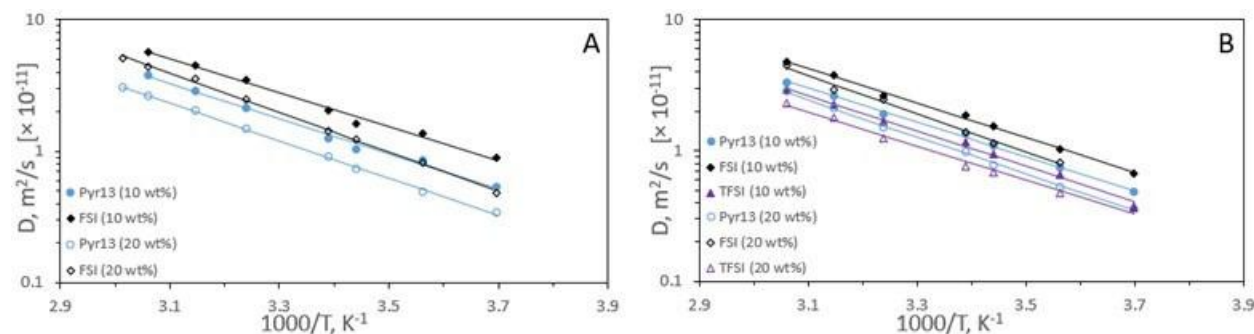 10
1
0.1
D, m²/s [× 10⁻¹¹]
A
Pyr13 (10 wt%)
FSI (10 wt%)
Pyr13 (20 wt%)
FSI (20 wt%)
2.9 3.1 3.3 3.5 3.7 3.9
1000/T, K⁻¹
10
1
0.1
D, m²/s [× 10⁻¹¹]
B
Pyr13 (10 wt%)
FSI (10 wt%)
TFSI (10 wt%)
Pyr13 (20 wt%)
FSI (20 wt%)
TFSI (20 wt%)
2.9 3.1 3.3 3.5 3.7 3.9
1000/T, K⁻¹